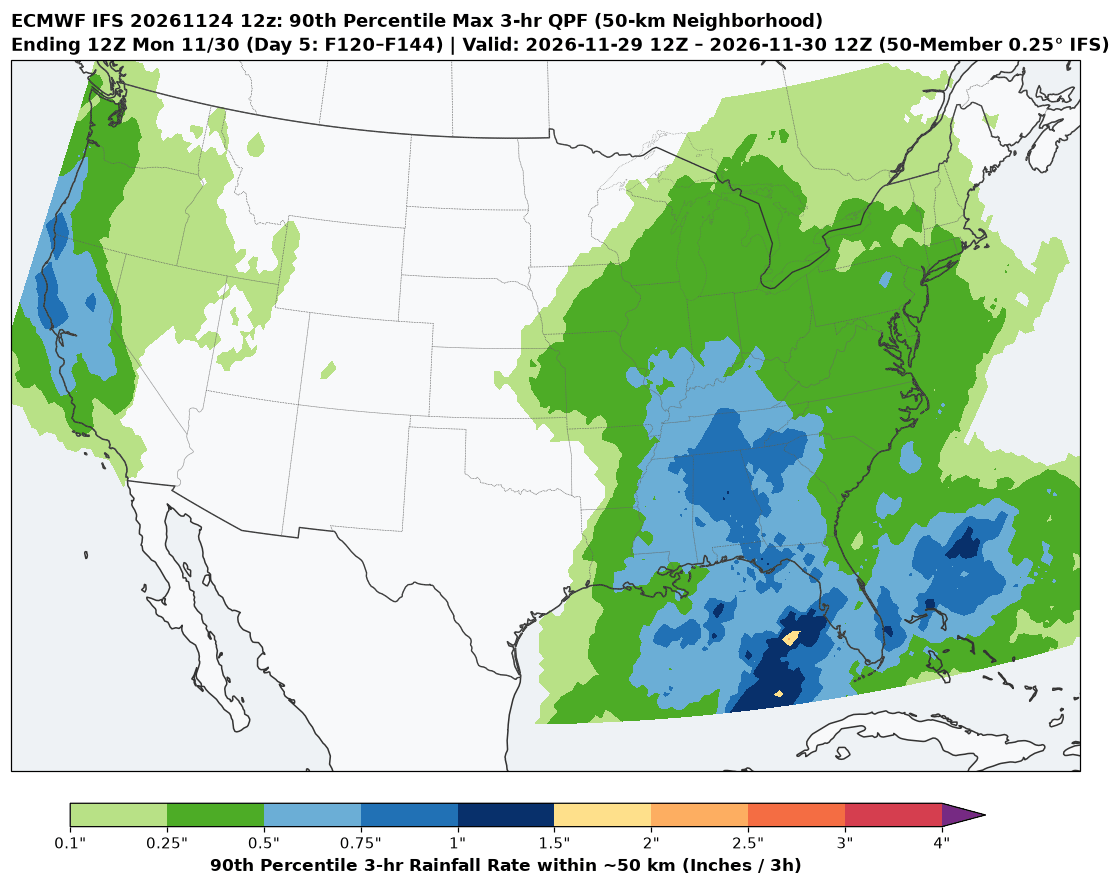 ECMWF IFS 20261124 12z: 90th Percentile Max 3-hr QPF (50-km Neighborhood)
Ending 12Z Mon 11/30 (Day 5: F120–F144) | Valid: 2026-11-29 12Z – 2026-11-30 12Z (50-Member 0.25° IFS)
0.1" 0.25" 0.5" 0.75" 1" 1.5" 2" 2.5" 3" 4"
90th Percentile 3-hr Rainfall Rate within ~50 km (Inches / 3h)